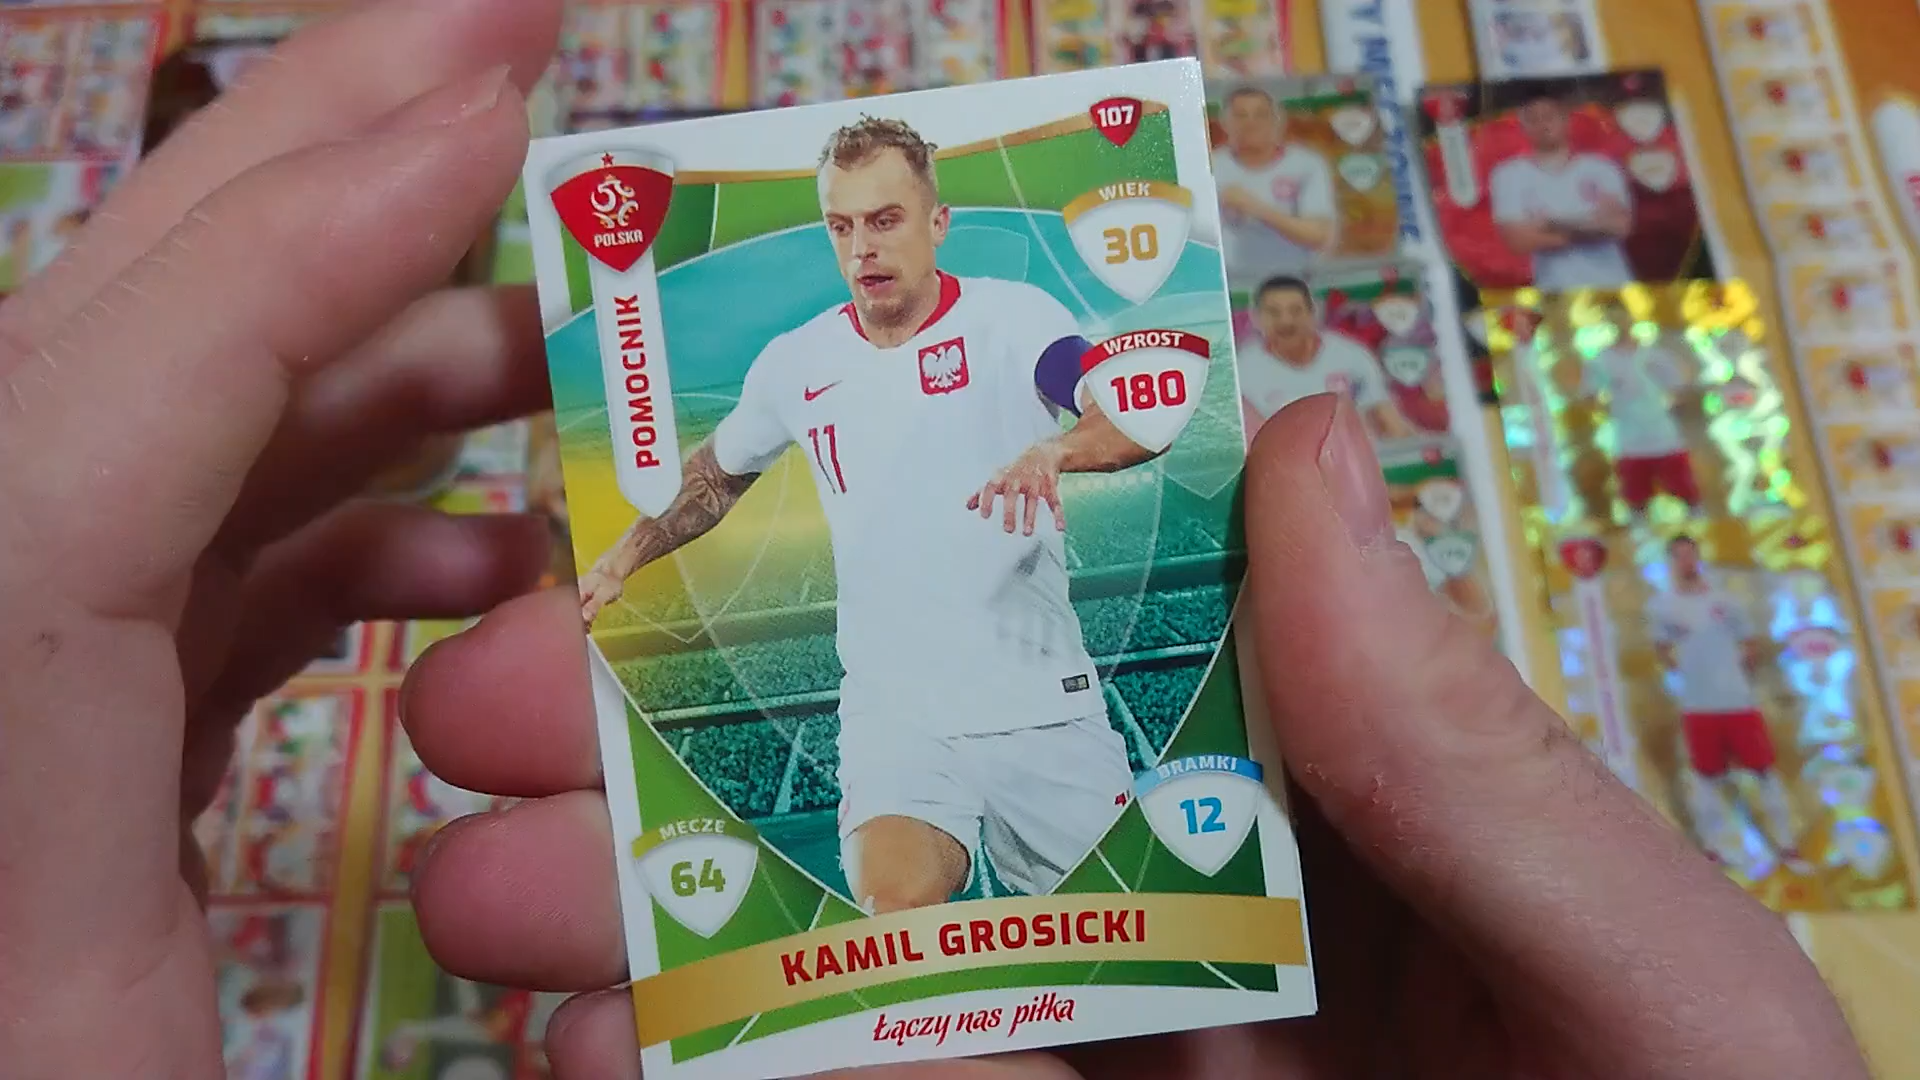 107
POLSKA
WIEK
30
POMOCNIK
WZROST
180
11
BRAMKI
12
MECZE
64
KAMIL GROSICKI
Łączy nas piłka